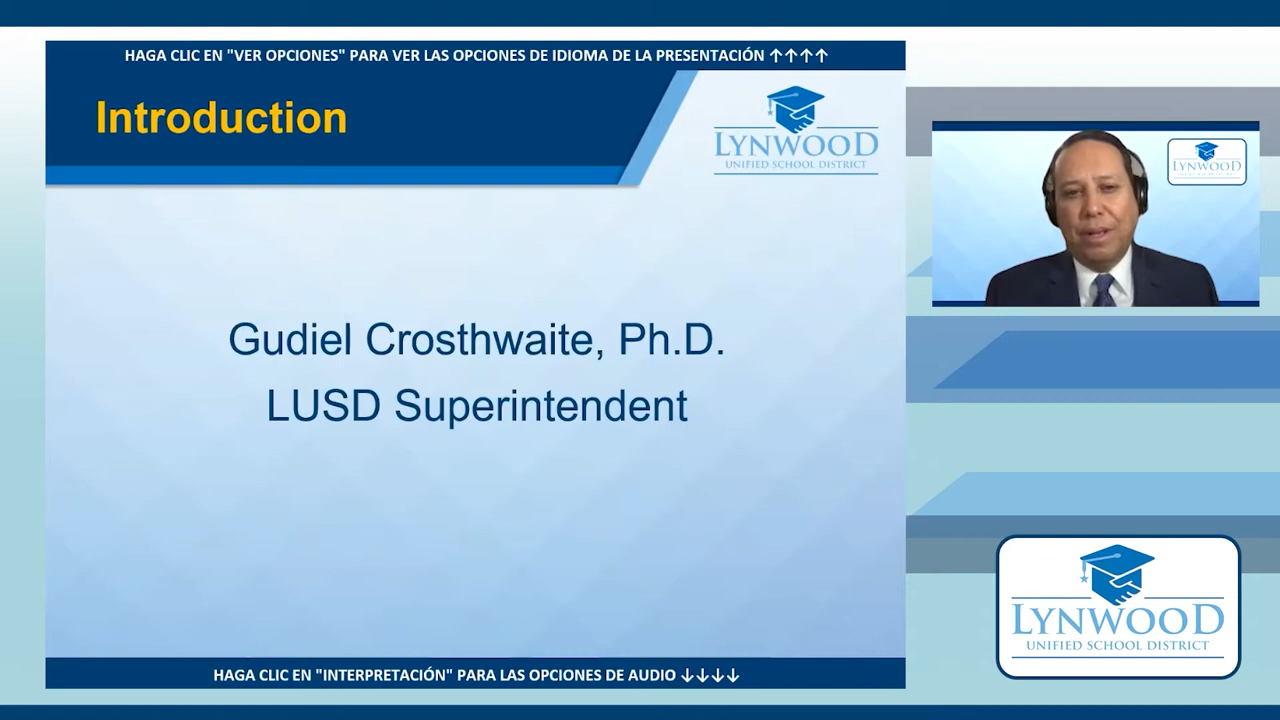 HAGA CLIC EN "VER OPCIONES" PARA VER LAS OPCIONES DE IDIOMA DE LA PRESENTACIÓN ↑↑↑↑
Introduction
LYNWOOD
UNIFIED SCHOOL DISTRICT
Gudiel Crosthwaite, Ph.D.
LUSD Superintendent
HAGA CLIC EN "INTERPRETACIÓN" PARA LAS OPCIONES DE AUDIO ↓↓↓↓
LYNWOOD
LYNWOOD
UNIFIED SCHOOL DISTRICT